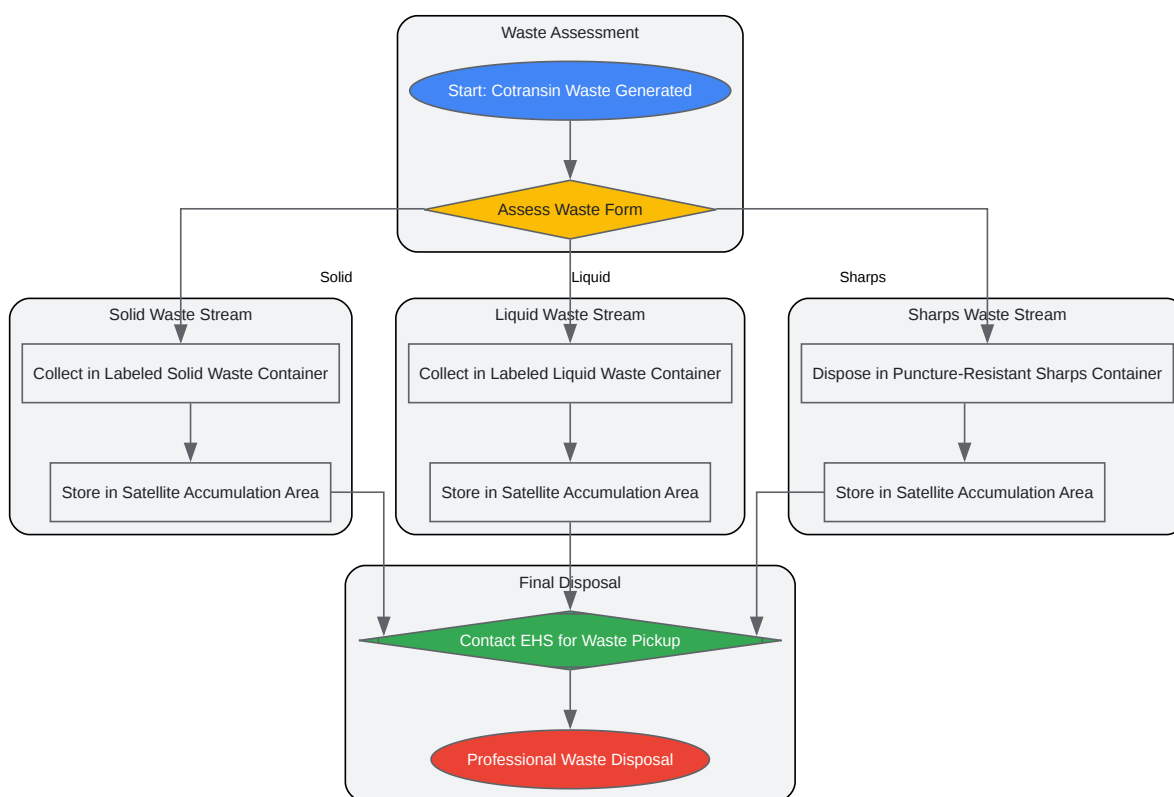 Waste Assessment
Start: Cotransin Waste Generated
Assess Waste Form
Solid
Liquid
Sharps
Solid Waste Stream
Liquid Waste Stream
Sharps Waste Stream
Collect in Labeled Solid Waste Container
Collect in Labeled Liquid Waste Container
Dispose in Puncture-Resistant Sharps Container
Store in Satellite Accumulation Area
Store in Satellite Accumulation Area
Store in Satellite Accumulation Area
Final Disposal
Contact EHS for Waste Pickup
Professional Waste Disposal